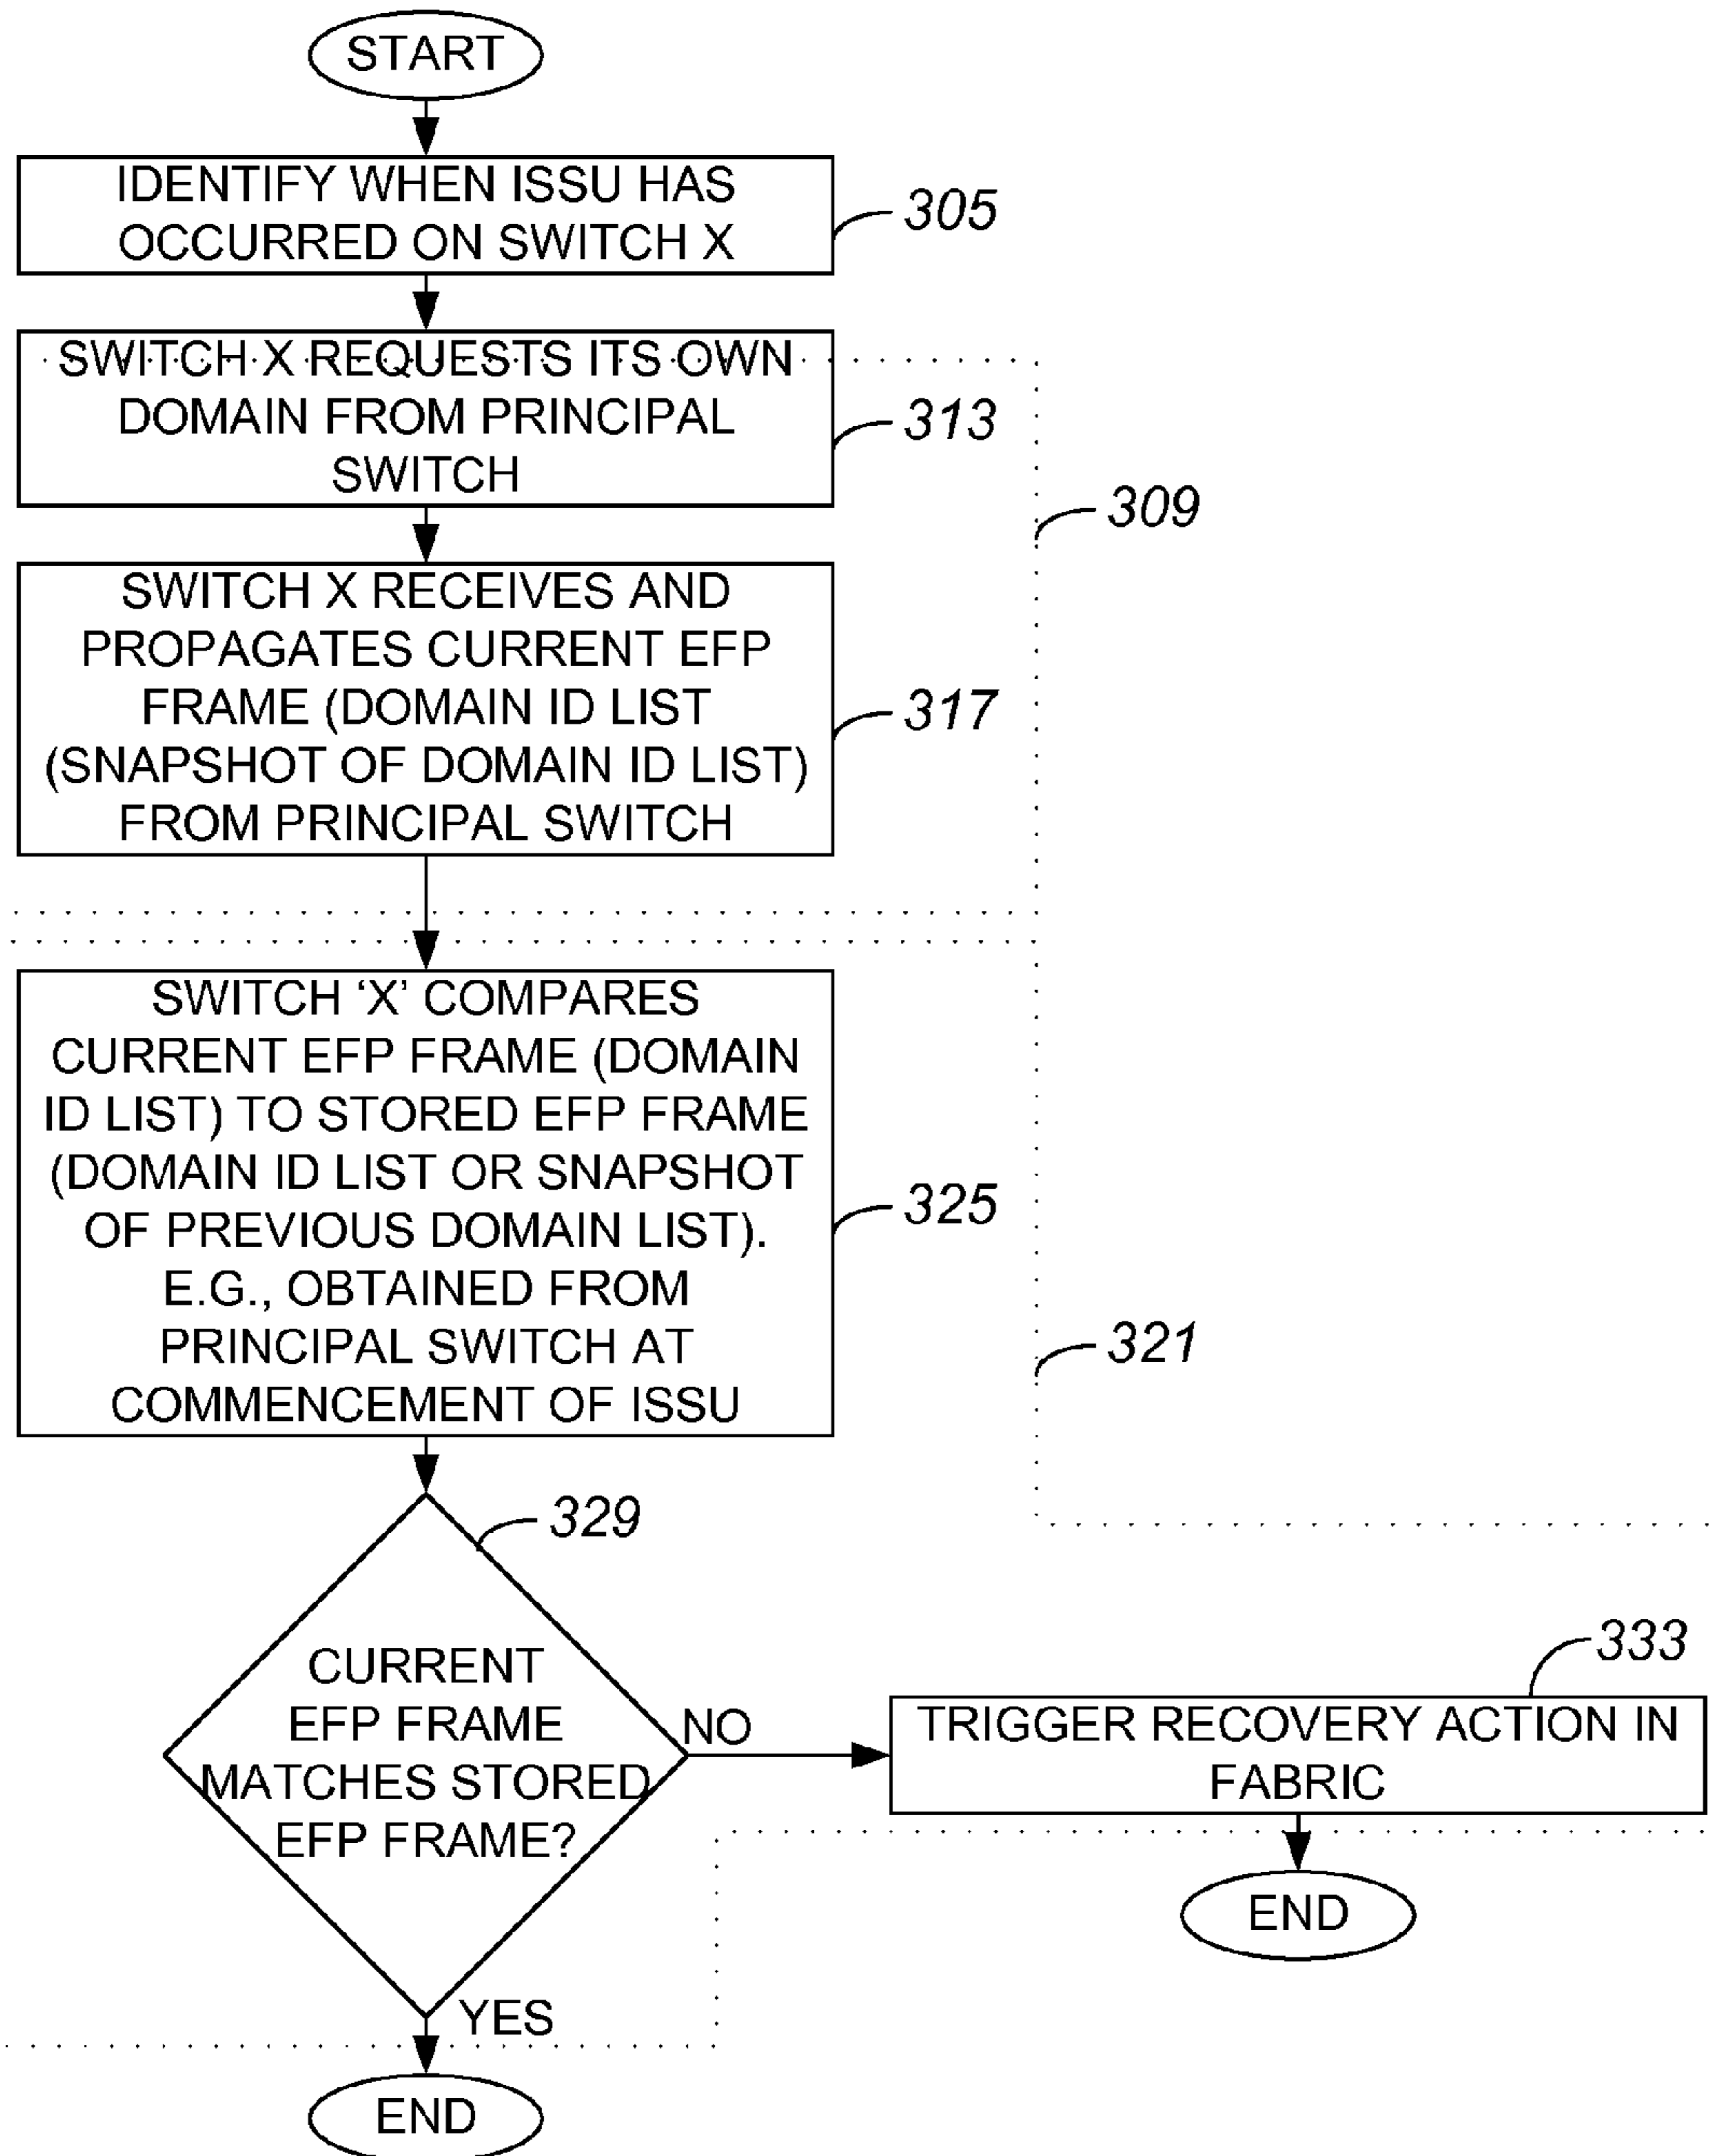 START
IDENTIFY WHEN ISSU HAS
OCCURRED ON SWITCH X
305
SWITCH X REQUESTS ITS OWN
DOMAIN FROM PRINCIPAL
SWITCH
313
309
SWITCH X RECEIVES AND
PROPAGATES CURRENT EFP
FRAME (DOMAIN ID LIST
(SNAPSHOT OF DOMAIN ID LIST)
FROM PRINCIPAL SWITCH
317
SWITCH ‘X’ COMPARES
CURRENT EFP FRAME (DOMAIN
ID LIST) TO STORED EFP FRAME
(DOMAIN ID LIST OR SNAPSHOT
OF PREVIOUS DOMAIN LIST).
E.G., OBTAINED FROM
PRINCIPAL SWITCH AT
COMMENCEMENT OF ISSU
325
321
329
CURRENT
EFP FRAME
MATCHES STORED
EFP FRAME?
NO
333
TRIGGER RECOVERY ACTION IN
FABRIC
END
YES
END